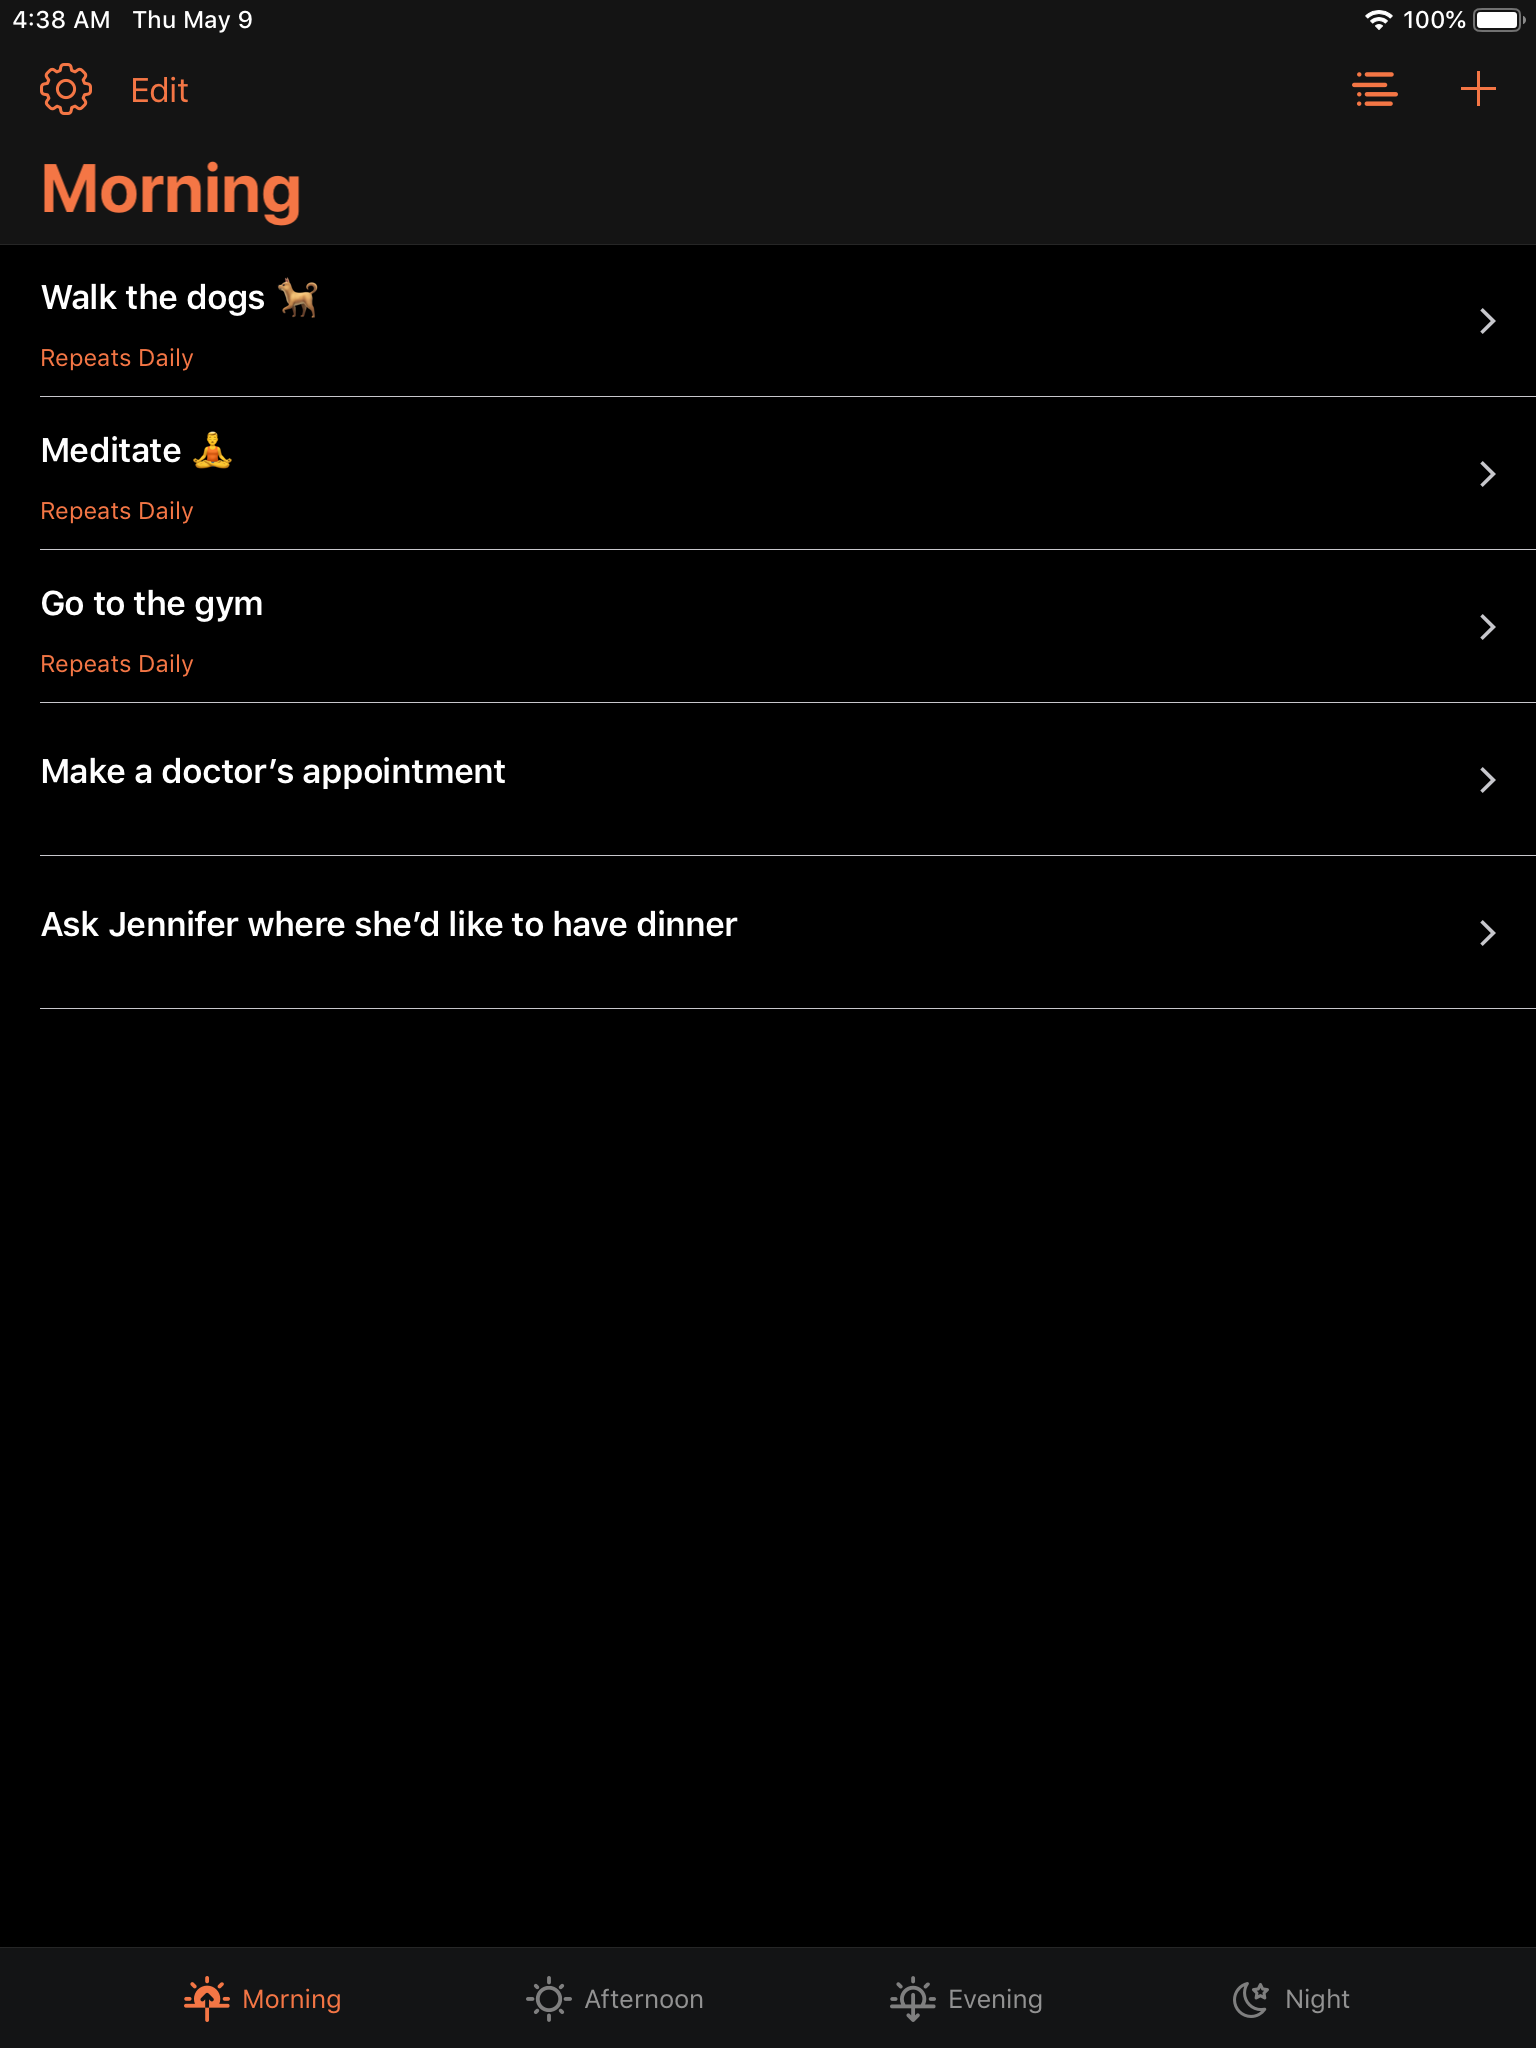 4:38 AM Thu May 9 100%
Edit
Morning
Walk the dogs 🐕
Repeats Daily
Meditate 🧘
Repeats Daily
Go to the gym
Repeats Daily
Make a doctor’s appointment
Ask Jennifer where she’d like to have dinner
Morning Afternoon Evening Night